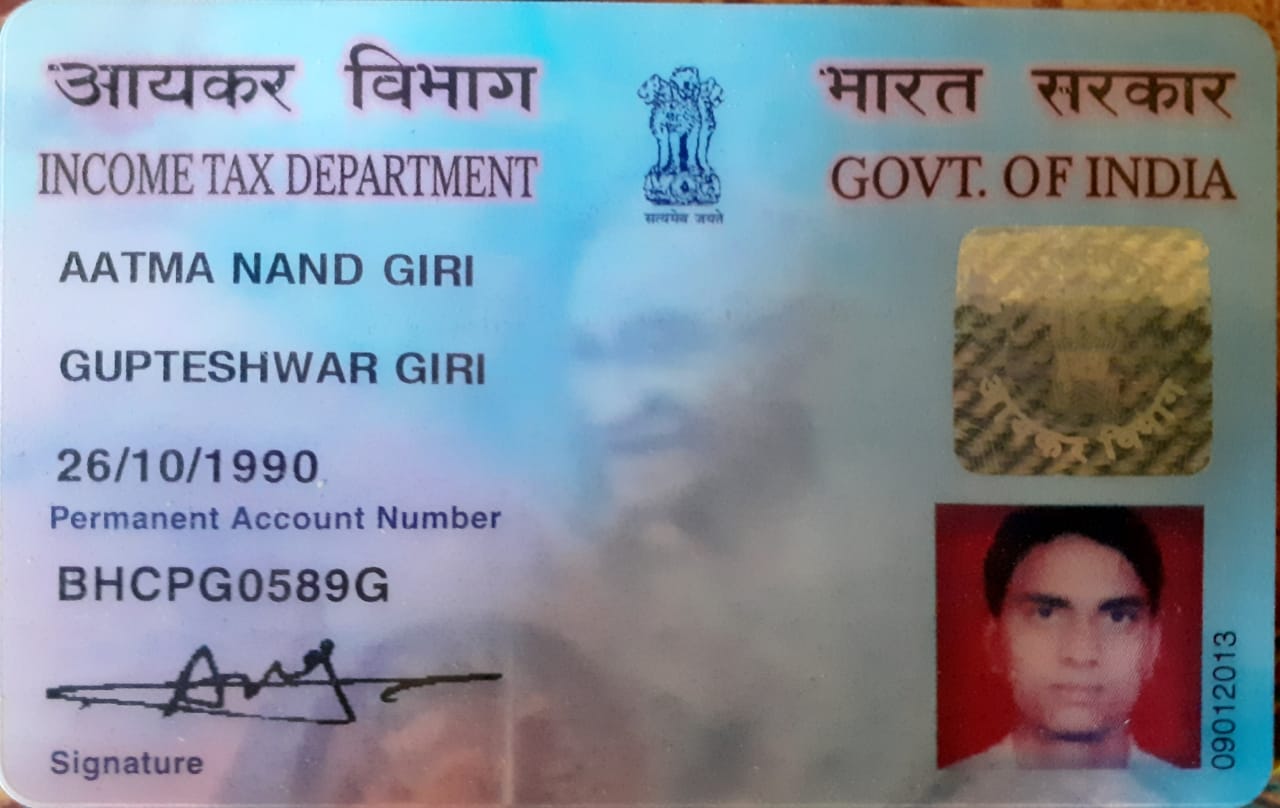 आयकर विभाग
INCOME TAX DEPARTMENT
सत्यमेव जयते
भारत सरकार
GOVT. OF INDIA
AATMA NAND GIRI
GUPTESHWAR GIRI
26/10/1990
Permanent Account Number
BHCPG0589G
Signature
आयकर विभाग
09012013